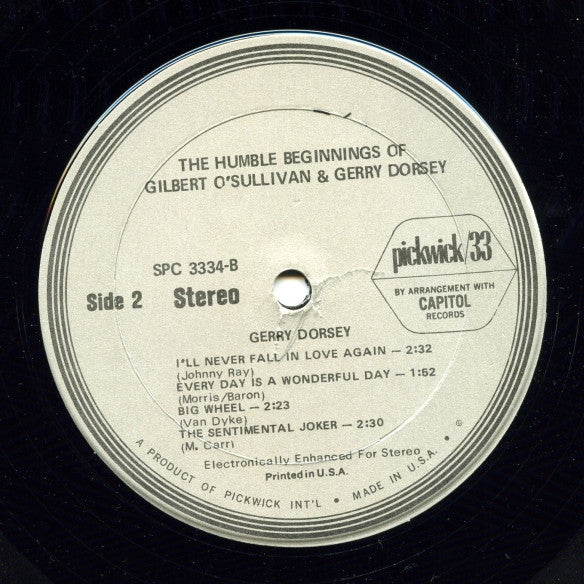 THE HUMBLE BEGINNINGS OF
GILBERT O'SULLIVAN & GERRY DORSEY
pickwick/33
BY ARRANGEMENT WITH
CAPITOL
RECORDS
SPC 3334-B
Side 2 Stereo
GERRY DORSEY
I'LL NEVER FALL IN LOVE AGAIN — 2:32
(Johnny Ray)
EVERY DAY IS A WONDERFUL DAY — 1:52
(Morris/Baron)
BIG WHEEL — 2:23
(Van Dyke)
THE SENTIMENTAL JOKER — 2:30
(M. Carr)
Electronically Enhanced For Stereo
Printed in U.S.A.
A PRODUCT OF PICKWICK INT'L • MADE IN U.S.A. • ℗